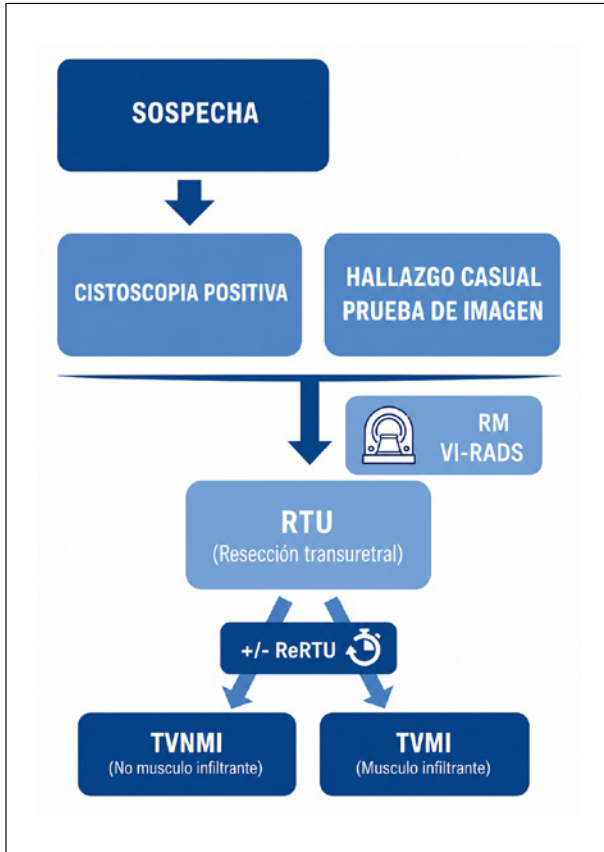 SOSPECHA
CISTOSCOPIA POSITIVA
HALLAZGO CASUAL
PRUEBA DE IMAGEN
RM
VI-RADS
RTU
(Resección transuretral)
+/- ReRTU
TVNMI
(No musculo infiltrante)
TVMI
(Musculo infiltrante)